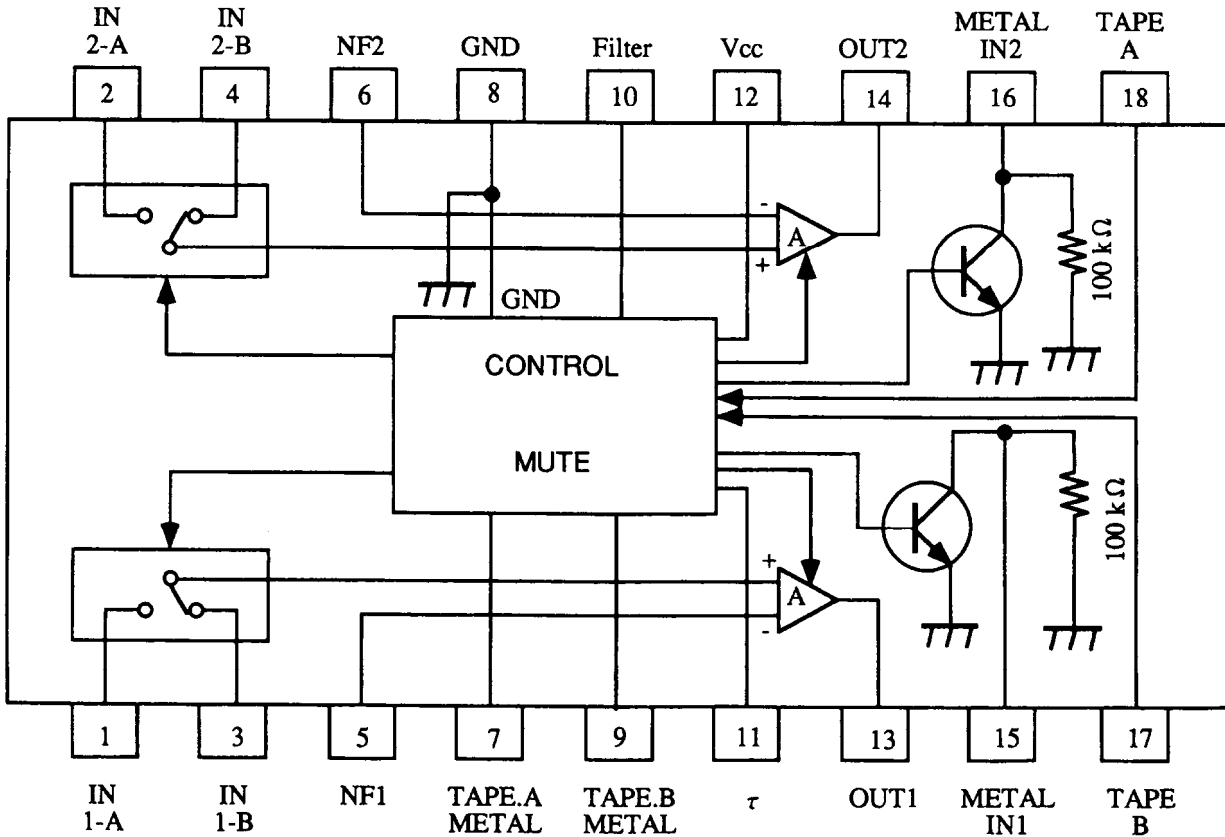 IN 2-A
IN 2-B
NF2
GND
Filter
Vcc
OUT2
METAL IN2
TAPE A
2
4
6
8
10
12
14
16
18
-
A
+
100 kΩ
GND
CONTROL
MUTE
+
A
-
100 kΩ
1
3
5
7
9
11
13
15
17
IN 1-A
IN 1-B
NF1
TAPE.A METAL
TAPE.B METAL
τ
OUT1
METAL IN1
TAPE B